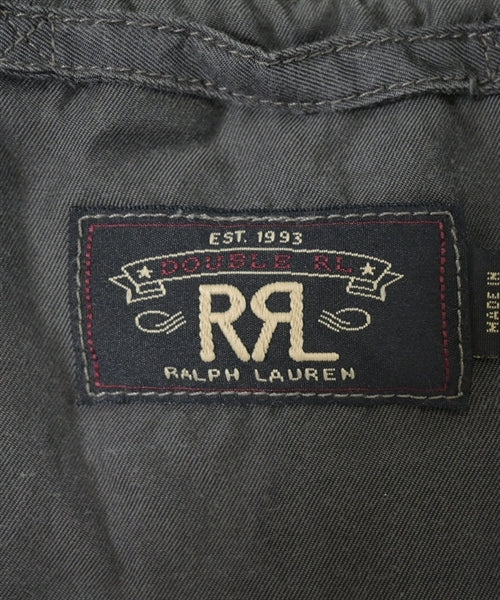 EST. 1993
DOUBLE RL
RRL
RALPH LAUREN
MADE IN